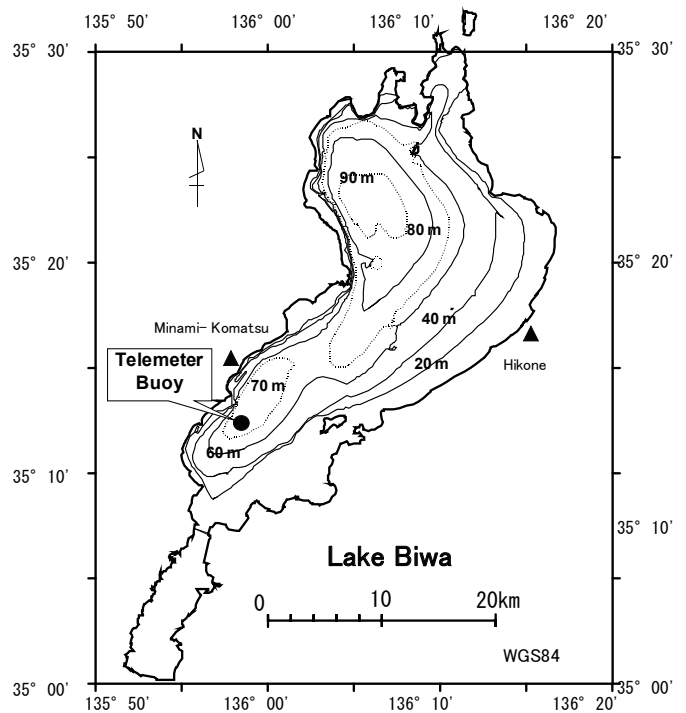 135° 50' 136° 00' 136° 10' 136° 20'
35° 30' 35° 30'
N
90 m
80 m
35° 20' 35° 20'
Minami- Komatsu
40 m
Telemeter
Buoy
20 m
Hikone
70 m
60 m
35° 10'
35° 10'
Lake Biwa
0 10 20km
WGS84
35° 00' 35° 00'
135° 50' 136° 00' 136° 10' 136° 20'